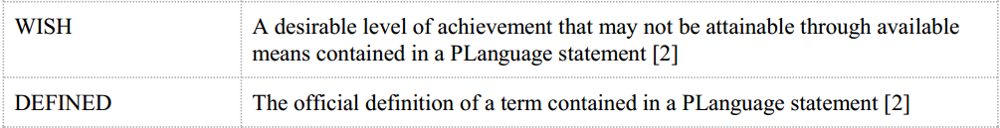 WISH
A desirable level of achievement that may not be attainable through available
means contained in a PLanguage statement [2]
DEFINED
The official definition of a term contained in a PLanguage statement [2]